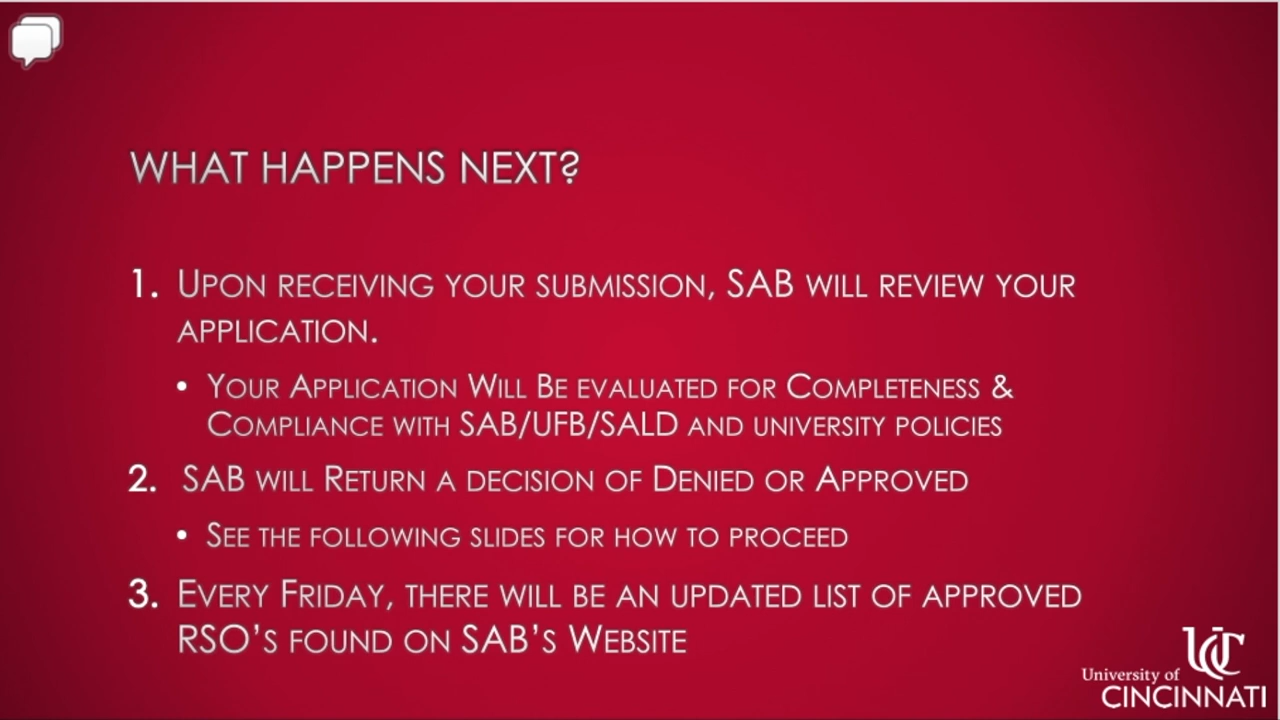 WHAT HAPPENS NEXT?
1. UPON RECEIVING YOUR SUBMISSION, SAB WILL REVIEW YOUR
APPLICATION.
• YOUR APPLICATION WILL BE EVALUATED FOR COMPLETENESS &
COMPLIANCE WITH SAB/UFB/SALD AND UNIVERSITY POLICIES
2. SAB WILL RETURN A DECISION OF DENIED OR APPROVED
• SEE THE FOLLOWING SLIDES FOR HOW TO PROCEED
3. EVERY FRIDAY, THERE WILL BE AN UPDATED LIST OF APPROVED
RSO'S FOUND ON SAB'S WEBSITE
UC
University of
CINCINNATI